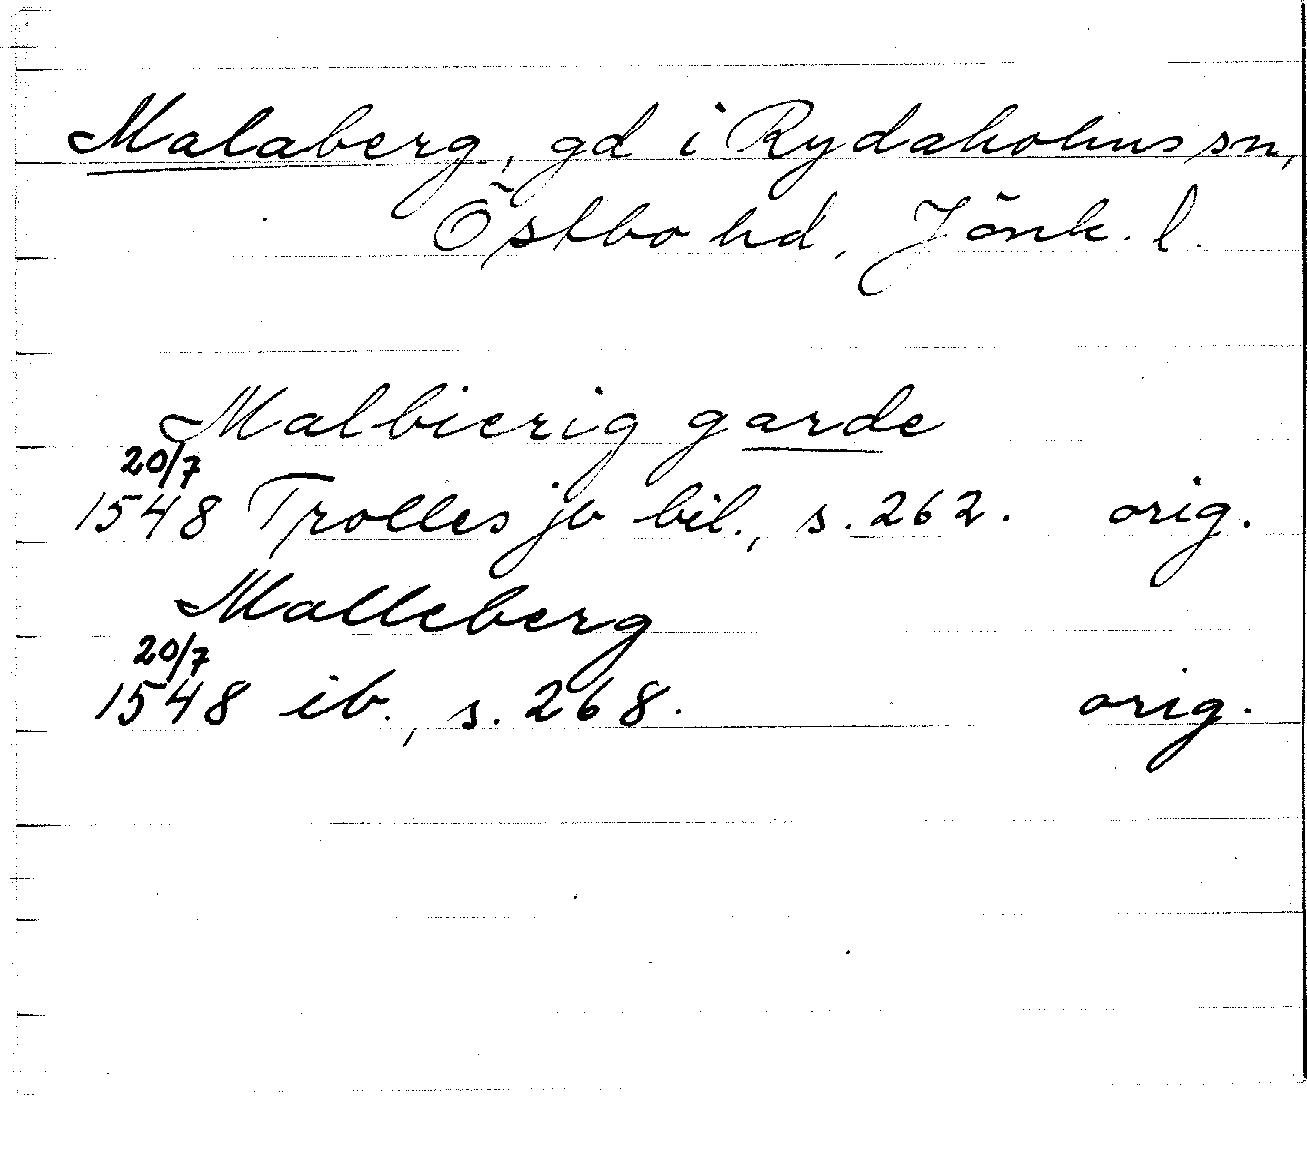 Malaberg, gd i Rydaholms sn,
Östbo hd, Jönk. l.
Malbierig garde
20/7
1548 Trolles jb bil., s. 262. orig.
Malleberg
20/7
1548 ib., s. 268. orig.